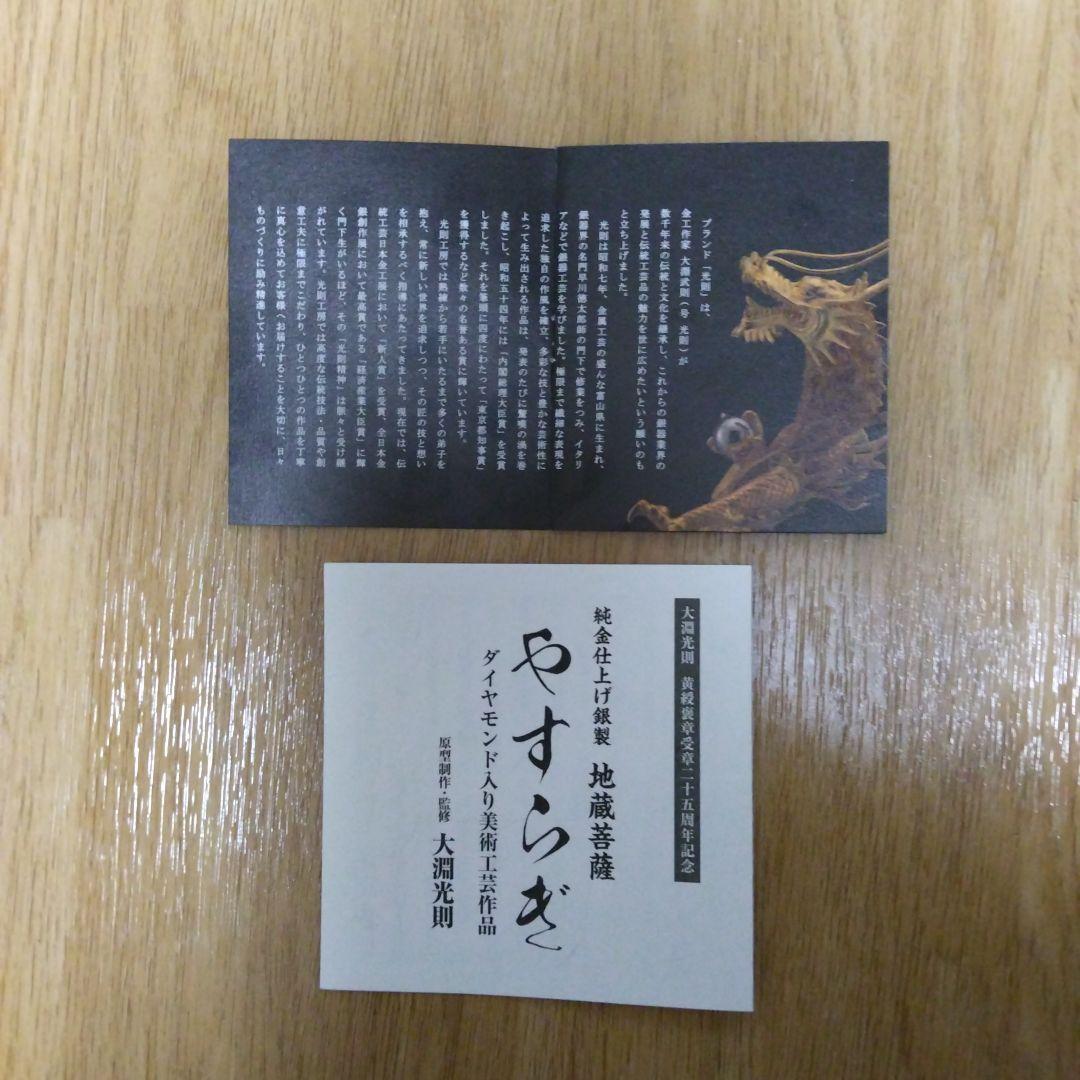 ブランド「光則」は、
金工作家 大淵武則（号 光則）が
数千年来の伝統と文化を継承し、これからの銀器業界の
発展と伝統工芸品の魅力を世に広めたいという願いのも
と立ち上げました。
光則は昭和七年、金属工芸の盛んな富山県に生まれ、
銀器界の名門早川徳太郎師の門下で修業をつみ、イタリ
アなどで銀器工芸を学びました。極限まで繊細な表現を
追求した独自の作風を確立、多彩な技と豊かな芸術性に
よって生み出される作品は、発表のたびに驚嘆の渦を巻
き起こし、昭和五十四年には「内閣総理大臣賞」を受賞
しました。それを筆頭に四度にわたって「東京都知事賞」
を獲得するなど数々の名誉ある賞に輝いています。
光則工房では熟練から若手にいたるまで多くの弟子を
抱え、常に新しい世界を追求しつつ、その匠の技と想い
を相承するべく指導にあたってきました。現在では、伝
統工芸日本金工展において「新人賞」を受賞、全日本金
銀創作展において最高賞である「経済産業大臣賞」に輝
く門下生がいるほど、その「光則精神」は脈々と受け継
がれています。光則工房では高度な伝統技法・品質や創
意工夫に極限までこだわり、ひとつひとつの作品を丁寧
に真心を込めてお客様へお届けすることを大切に、日々
ものづくりに励み精進しています。
大淵光則 黄綬褒章受章二十五周年記念
純金仕上げ銀製 地蔵菩薩
やすらぎ
ダイヤモンド入り美術工芸作品
原型制作・監修 大淵光則